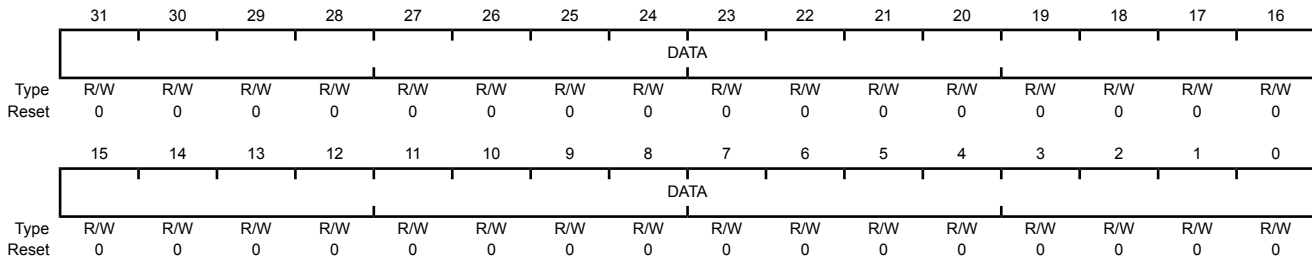 31 30 29 28 27 26 25 24 23 22 21 20 19 18 17 16
DATA
Type R/W R/W R/W R/W R/W R/W R/W R/W R/W R/W R/W R/W R/W R/W R/W R/W
Reset 0 0 0 0 0 0 0 0 0 0 0 0 0 0 0 0
15 14 13 12 11 10 9 8 7 6 5 4 3 2 1 0
DATA
Type R/W R/W R/W R/W R/W R/W R/W R/W R/W R/W R/W R/W R/W R/W R/W R/W
Reset 0 0 0 0 0 0 0 0 0 0 0 0 0 0 0 0